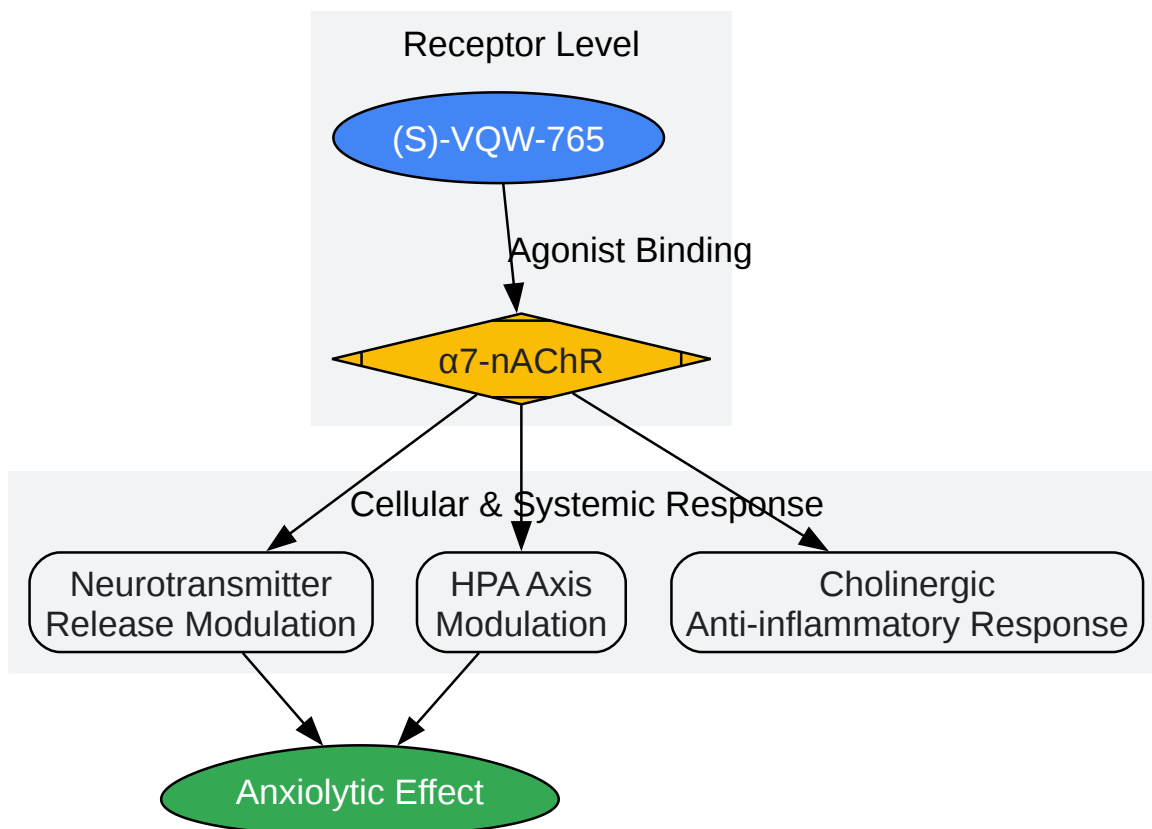 Receptor Level
(S)-VQW-765
Agonist Binding
α7-nAChR
Cellular & Systemic Response
Neurotransmitter
Release Modulation
HPA Axis
Modulation
Cholinergic
Anti-inflammatory Response
Anxiolytic Effect